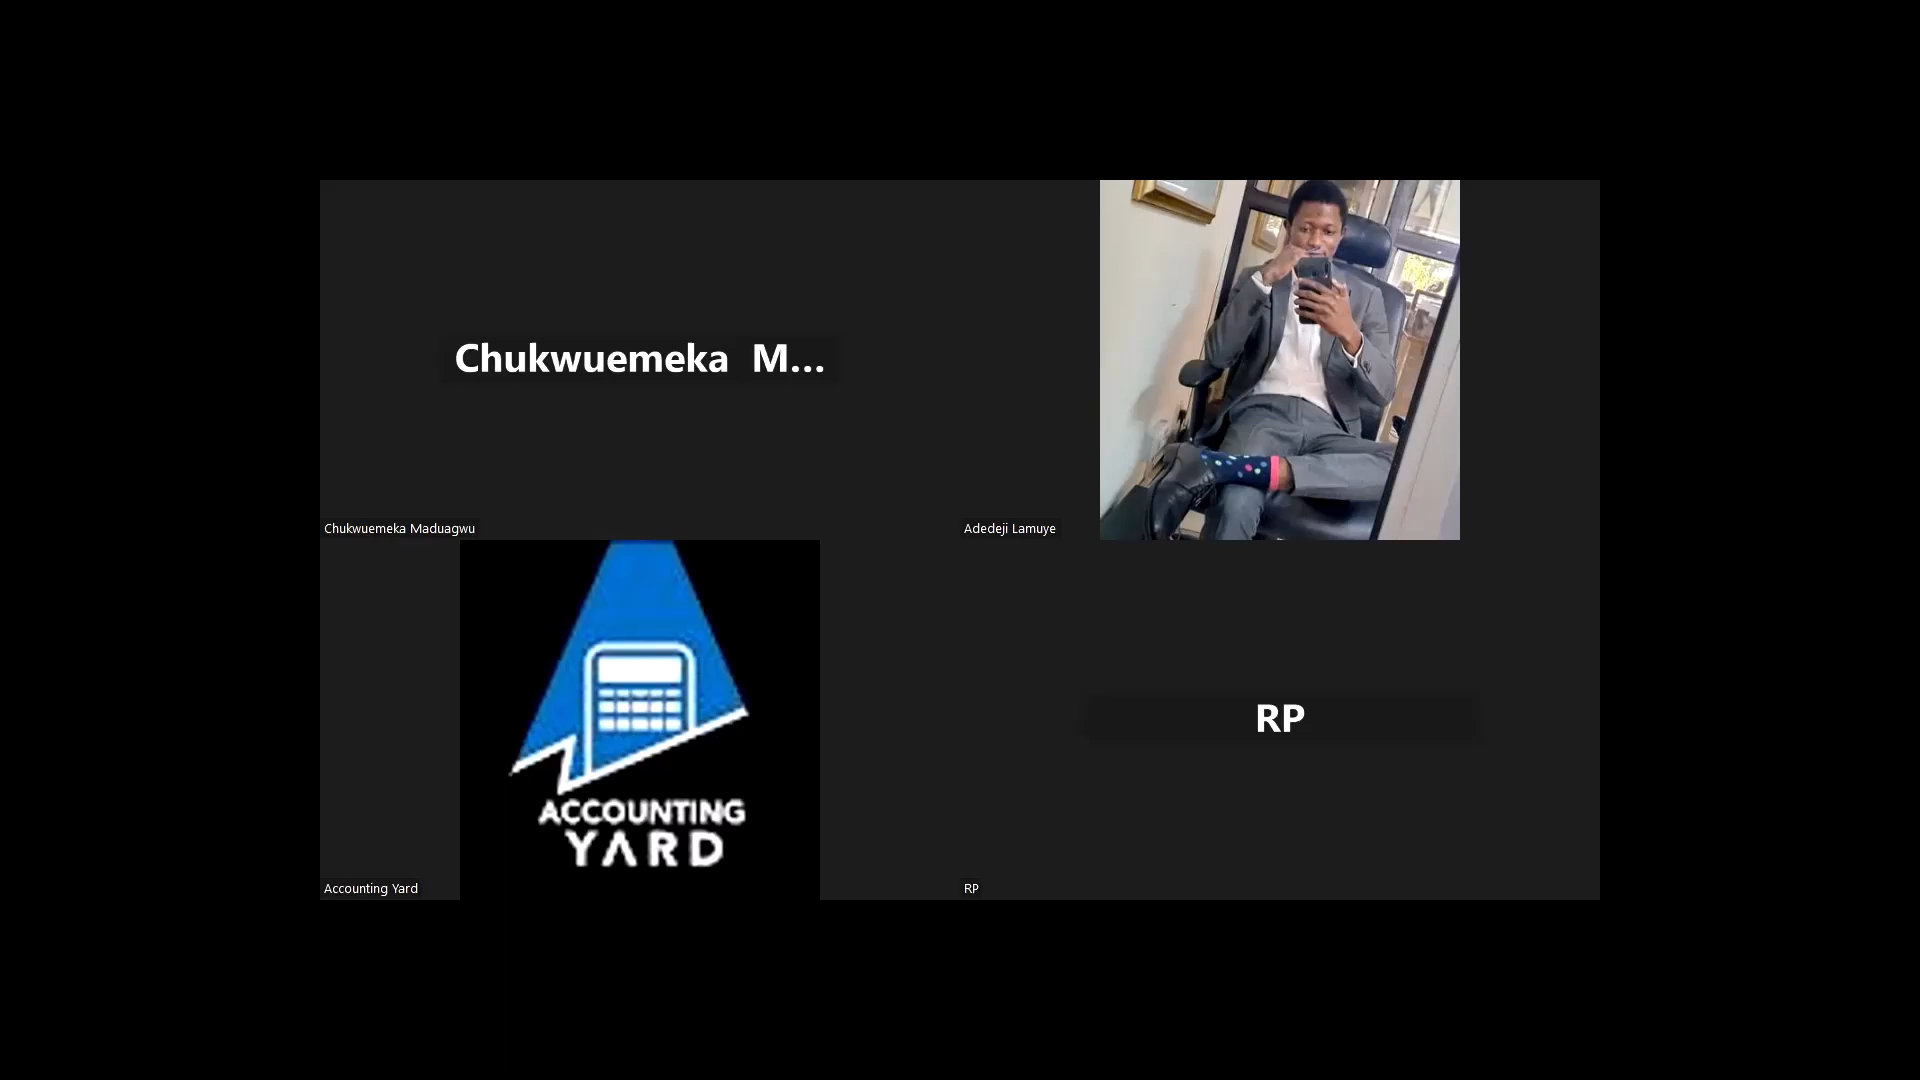 Chukwuemeka M...
Chukwuemeka Maduagwu
Adedeji Lamuye
ACCOUNTING
YARD
Accounting Yard
RP
RP